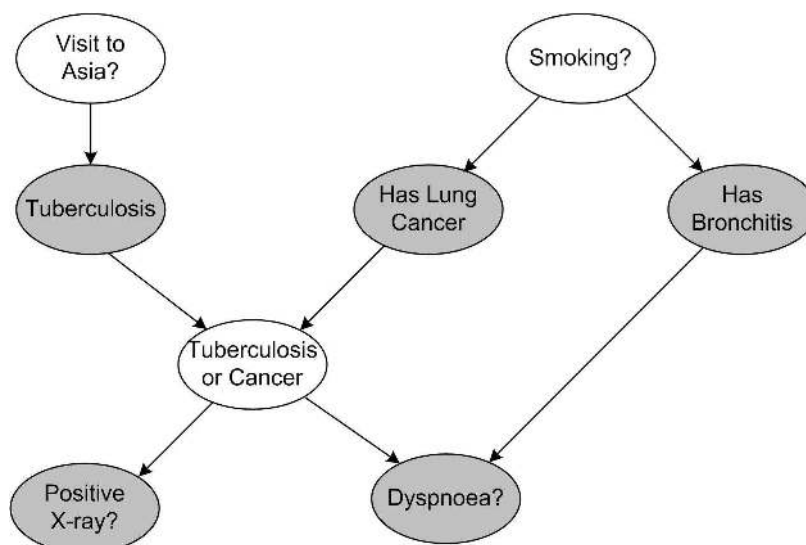 Visit to
Asia?
Smoking?
Tuberculosis
Has Lung
Cancer
Has
Bronchitis
Tuberculosis
or Cancer
Positive
X-ray?
Dyspnoea?